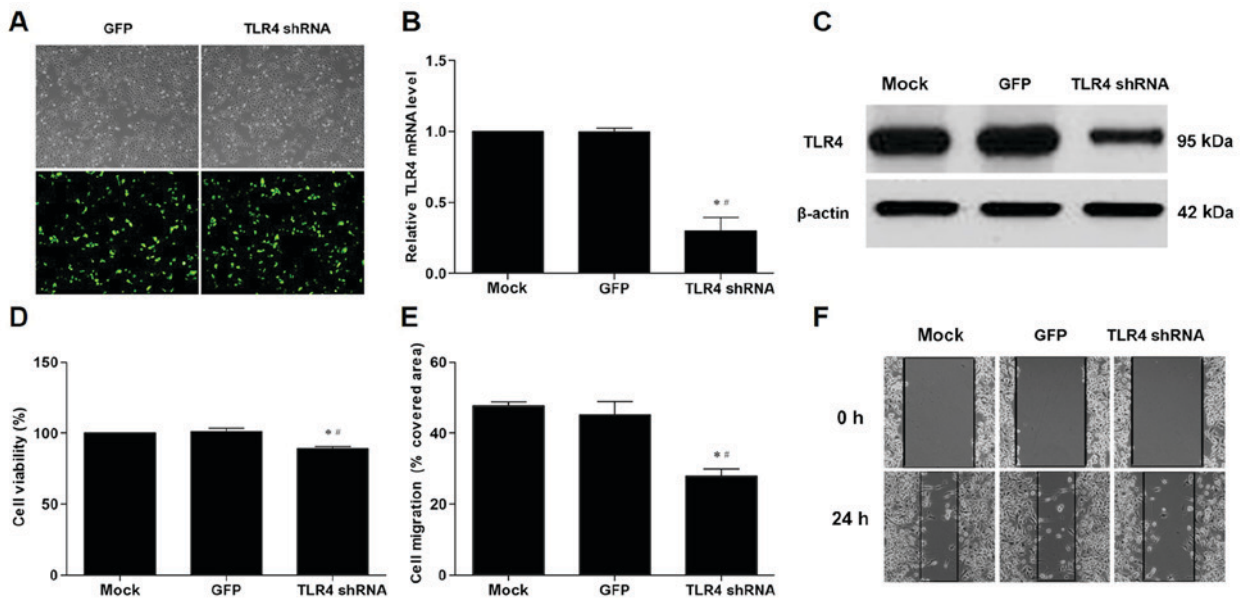 A
GFP
TLR4 shRNA
B
Relative TLR4 mRNA level
1.5
1.0
0.5
0.0
Mock
GFP
TLR4 shRNA
* #
C
Mock
GFP
TLR4 shRNA
TLR4
95 kDa
β-actin
42 kDa
D
Cell viability (%)
150
100
50
0
Mock
GFP
TLR4 shRNA
* #
E
Cell migration (% covered area)
60
40
20
0
Mock
GFP
TLR4 shRNA
* #
F
Mock
GFP
TLR4 shRNA
0 h
24 h